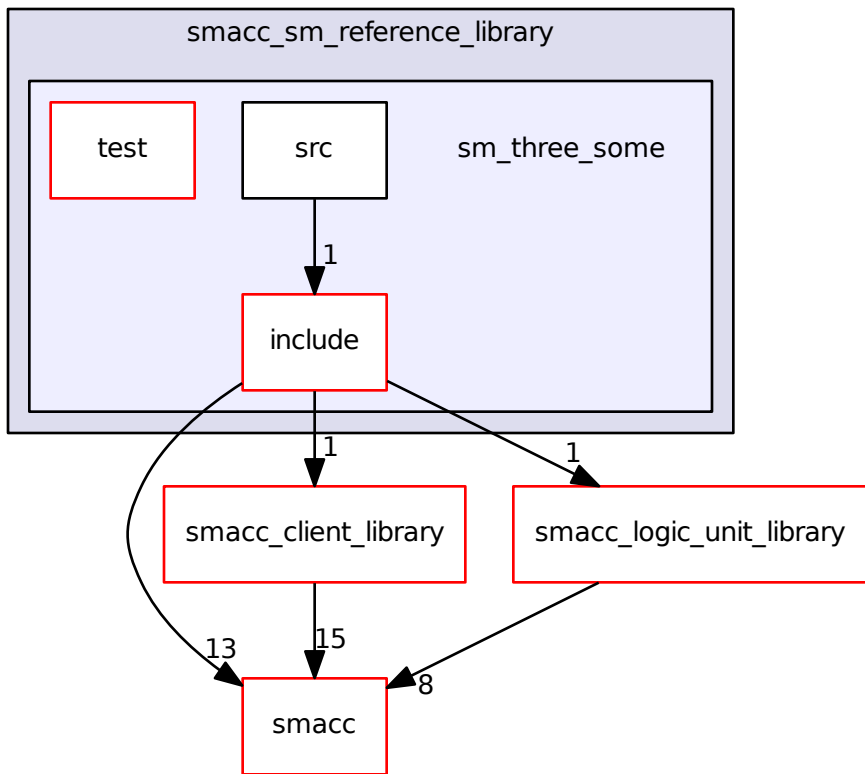 smacc_sm_reference_library
test
src
sm_three_some
1
include
1
1
smacc_client_library
smacc_logic_unit_library
13
15
8
smacc